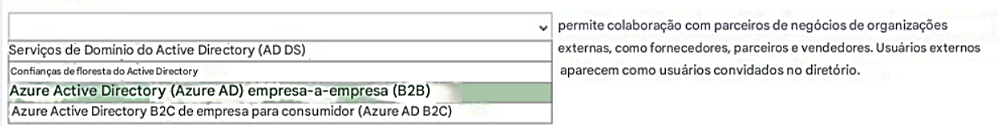 permite colaboração com parceiros de negócios de organizações
externas, como fornecedores, parceiros e vendedores. Usuários externos
aparecem como usuários convidados no diretório.
Serviços de Domínio do Active Directory (AD DS)
Confianças de floresta do Active Directory
Azure Active Directory (Azure AD) empresa-a-empresa (B2B)
Azure Active Directory B2C de empresa para consumidor (Azure AD B2C)